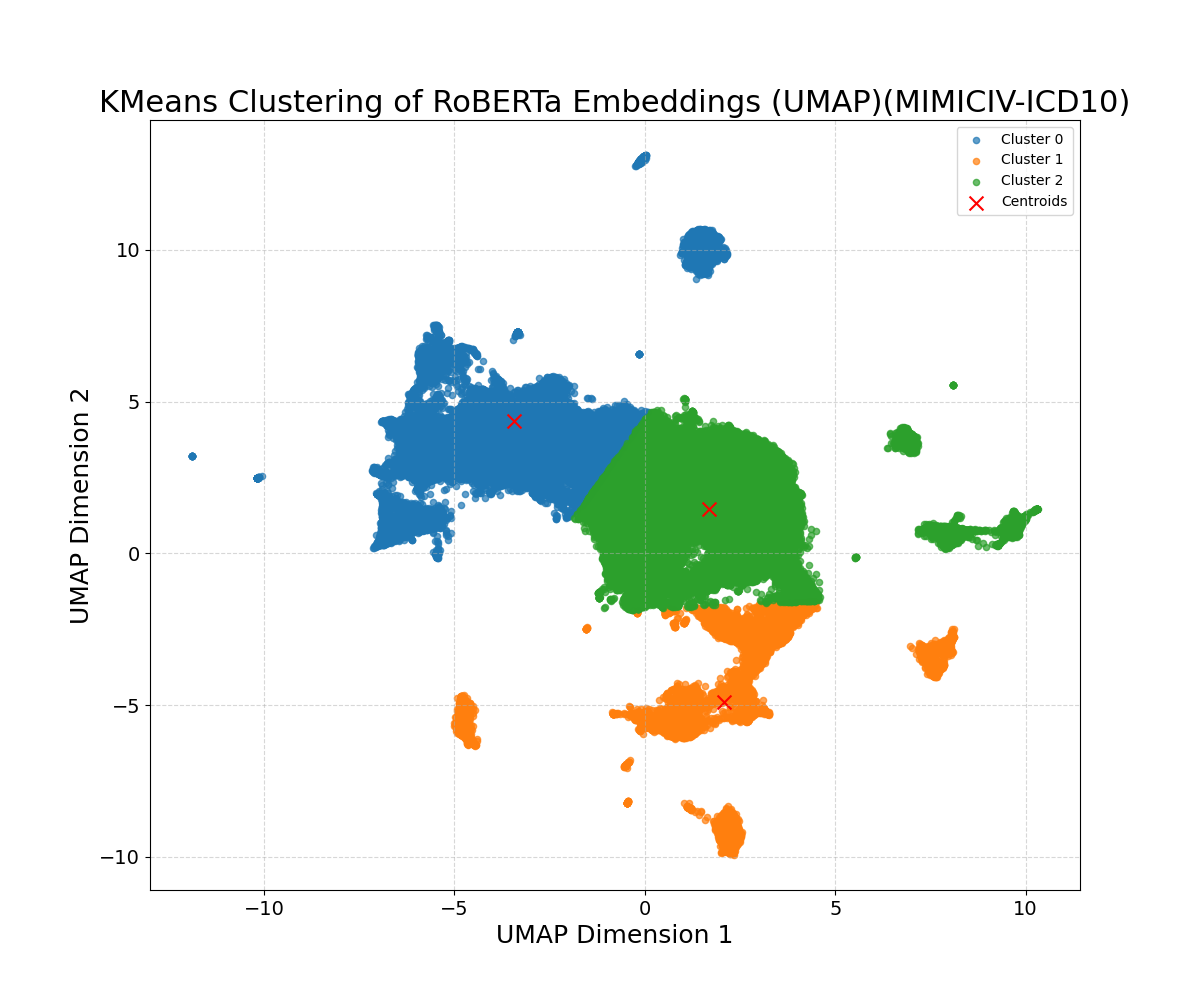 KMeans Clustering of RoBERTa Embeddings (UMAP)(MIMICIV-ICD10)
Cluster 0
Cluster 1
Cluster 2
Centroids
10
5
0
−5
−10
UMAP Dimension 2
−10
−5
0
5
10
UMAP Dimension 1